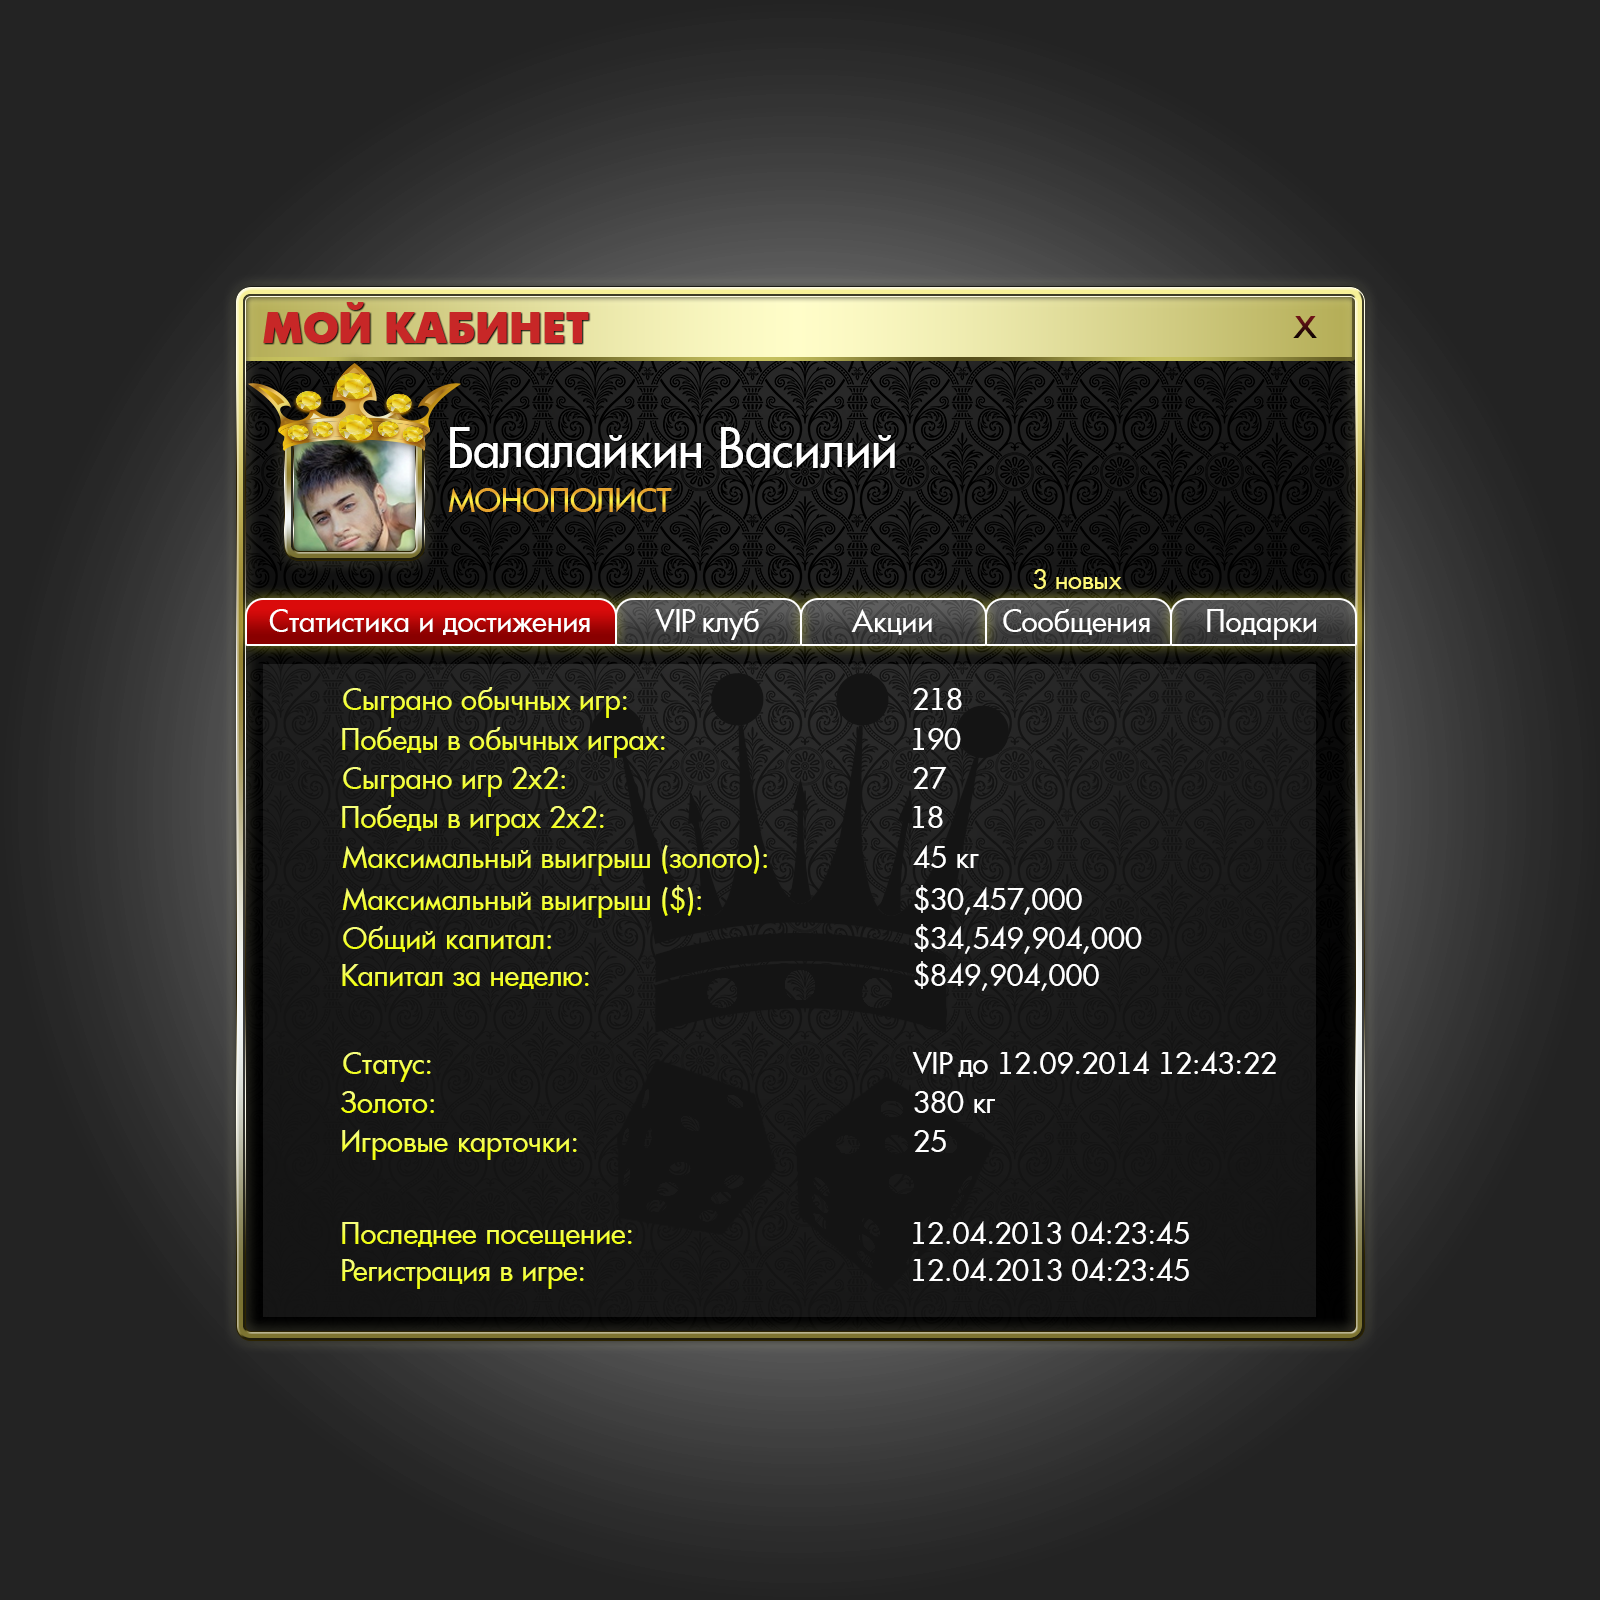 МОЙ КАБИНЕТ X
Балалайкин Василий
МОНОПОЛИСТ
3 новых
Статистика и достижения VIP клуб Акции Сообщения Подарки
Сыграно обычных игр: 218
Победы в обычных играх: 190
Сыграно игр 2x2: 27
Победы в играх 2x2: 18
Максимальный выигрыш (золото): 45 кг
Максимальный выигрыш ($): $30,457,000
Общий капитал: $34,549,904,000
Капитал за неделю: $849,904,000
Статус: VIP до 12.09.2014 12:43:22
Золото: 380 кг
Игровые карточки: 25
Последнее посещение: 12.04.2013 04:23:45
Регистрация в игре: 12.04.2013 04:23:45